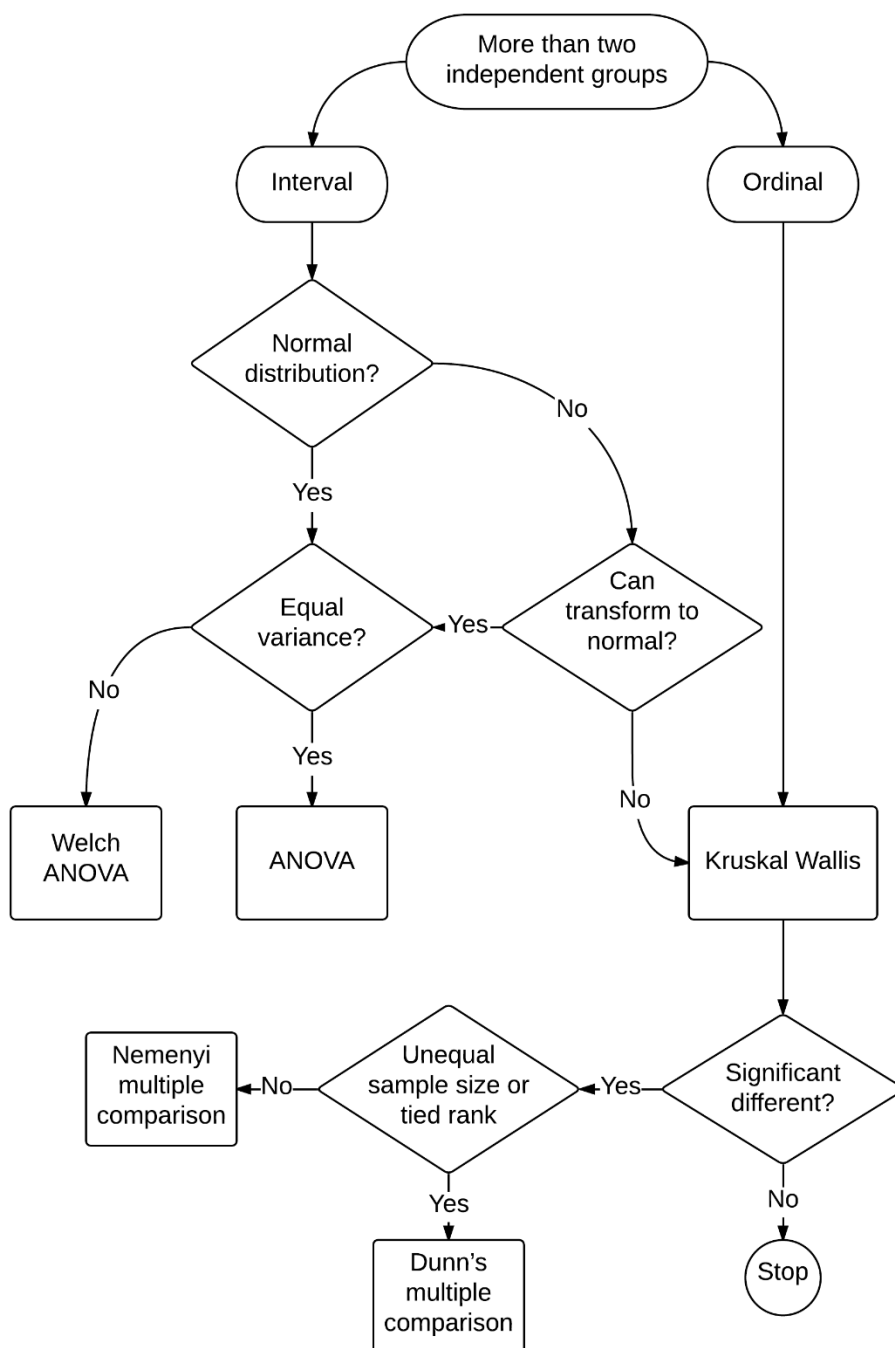 More than two
independent groups
Interval
Ordinal
Normal
distribution?
No
Yes
Equal
variance?
Yes
Can
transform to
normal?
No
Yes
No
Welch
ANOVA
ANOVA
Kruskal Wallis
Nemenyi
multiple
comparison
No
Unequal
sample size or
tied rank
Yes
Significant
different?
Yes
No
Dunn’s
multiple
comparison
Stop